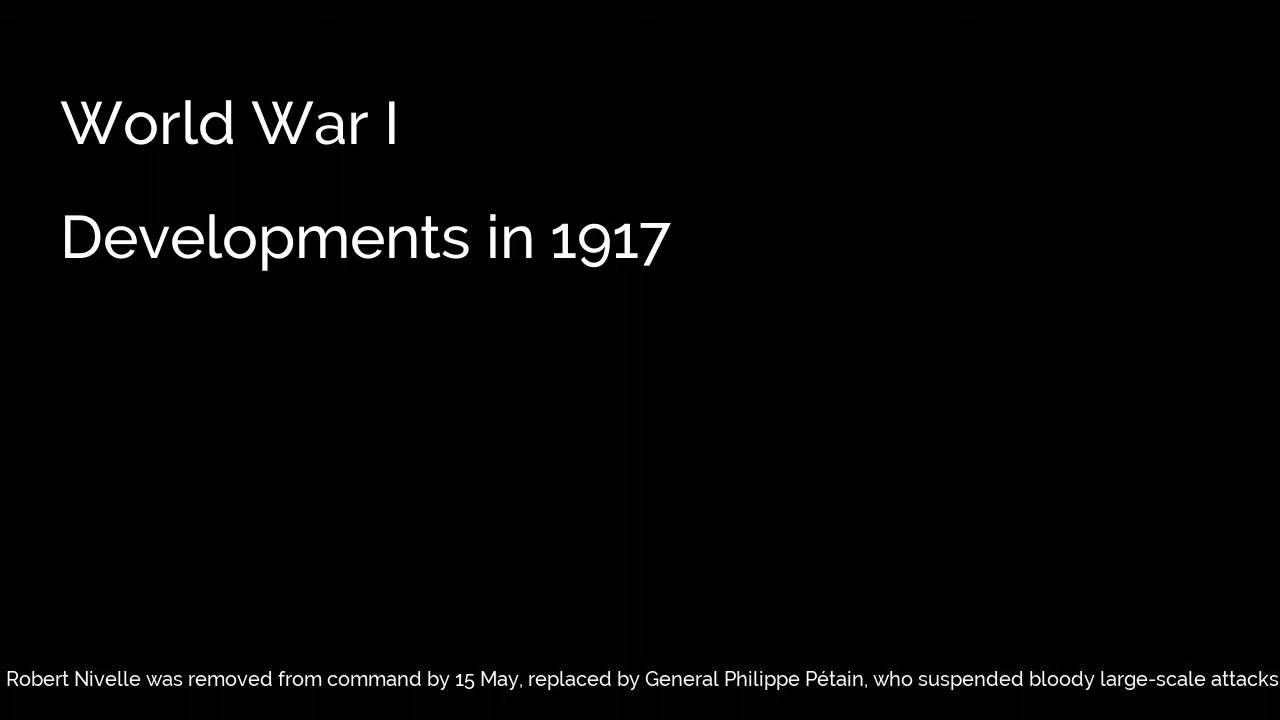 World War I
Developments in 1917
Robert Nivelle was removed from command by 15 May, replaced by General Philippe Pétain, who suspended bloody large-scale attacks